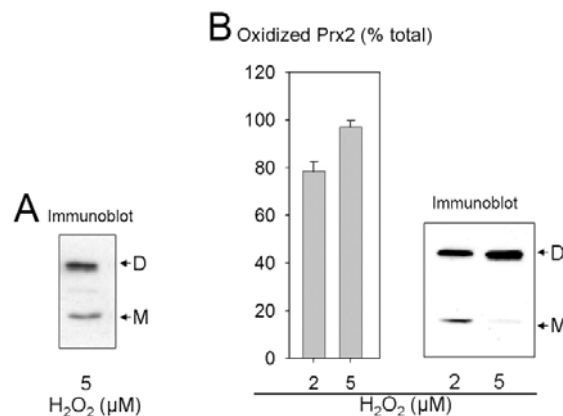 A
Immunoblot
D
M
5
H₂O₂ (µM)
B Oxidized Prx2 (% total)
120
100
80
60
40
20
0
2 5
Immunoblot
D
M
2 5
H₂O₂ (µM)